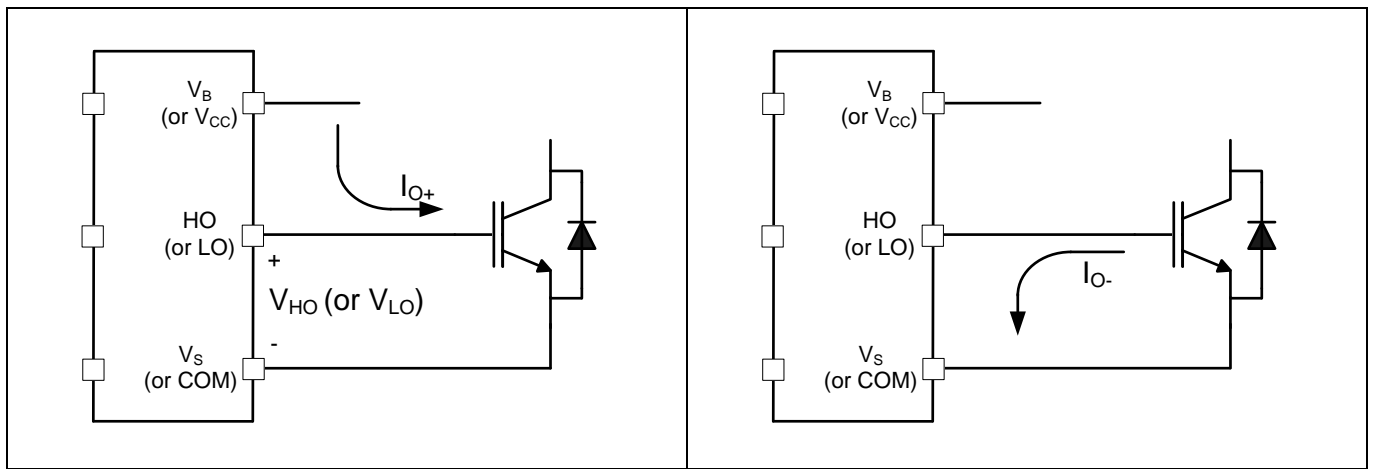 V_B
(or V_CC)
I_O+
HO
(or LO)
+
V_HO (or V_LO)
-
V_S
(or COM)
V_B
(or V_CC)
HO
(or LO)
I_O-
V_S
(or COM)